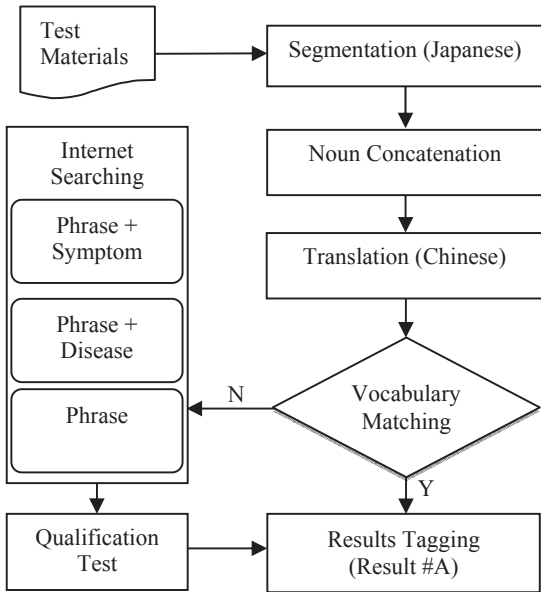 Test
Materials
Segmentation (Japanese)
Noun Concatenation
Translation (Chinese)
Vocabulary
Matching
N
Y
Internet
Searching
Phrase +
Symptom
Phrase +
Disease
Phrase
Qualification
Test
Results Tagging
(Result #A)